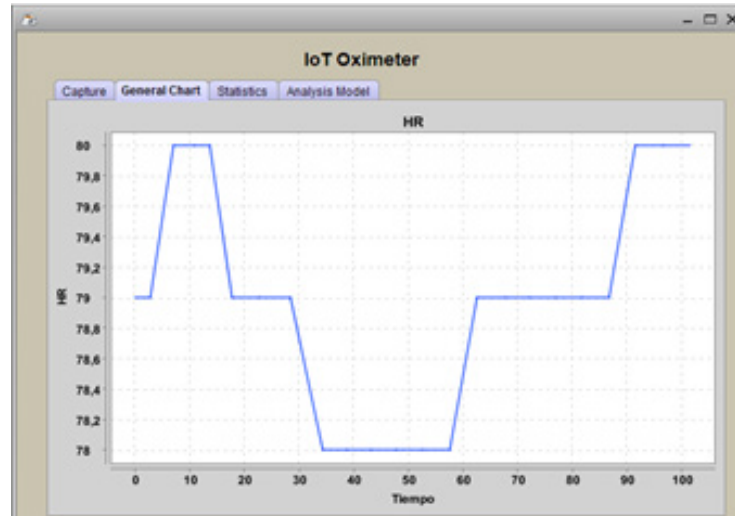 IoT Oximeter
Capture General Chart Statistics Analysis Model
HR
80
79,8
79,6
79,4
79,2
79
78,8
78,6
78,4
78,2
78
HR
0 10 20 30 40 50 60 70 80 90 100
Tiempo